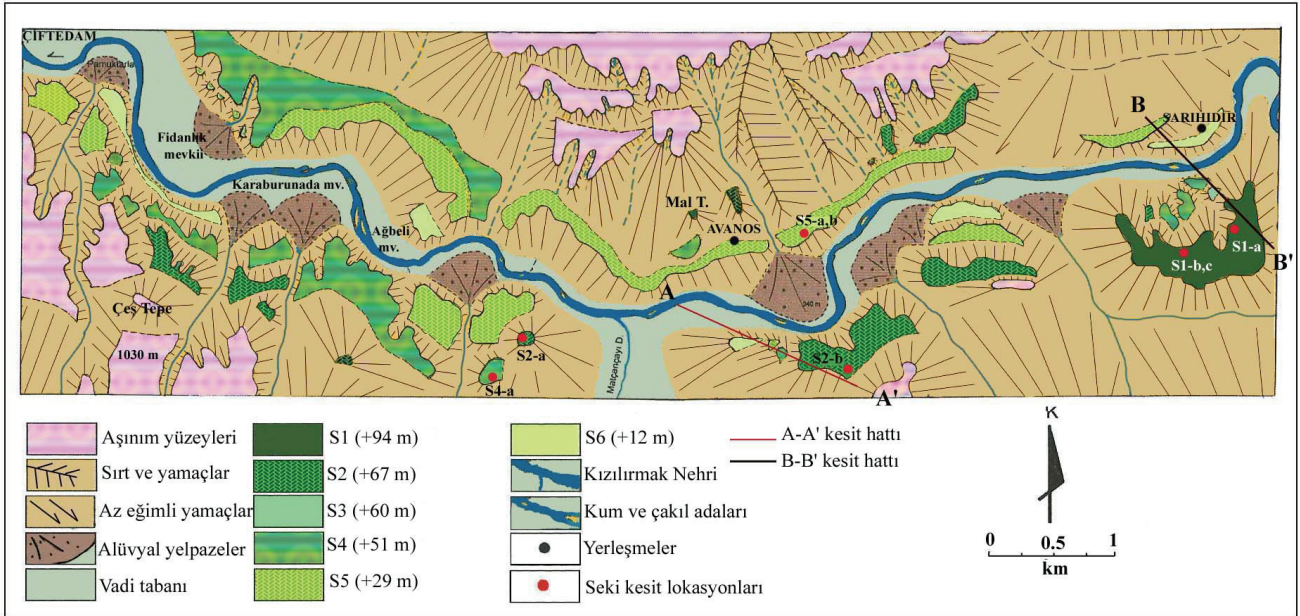 ÇİFTEDAM
Pamuktarla
Fidanlık
mevkii
Karaburunada mv.
Ağbeli
mv.
Mal T.
AVANOS
S5-a,b
B
SARIHIDIR
S1-a
S1-b,c
B'
A
940 m
Çeş Tepe
1030 m
S2-a
S4-a
Matçançayı D.
S2-b
A'
Aşınım yüzeyleri
Sırt ve yamaçlar
Az eğimli yamaçlar
Alüvyal yelpazeler
Vadi tabanı
S1 (+94 m)
S2 (+67 m)
S3 (+60 m)
S4 (+51 m)
S5 (+29 m)
S6 (+12 m)
Kızılırmak Nehri
Kum ve çakıl adaları
Yerleşmeler
Seki kesit lokasyonları
A-A' kesit hattı
B-B' kesit hattı
K
0 0.5 1
km